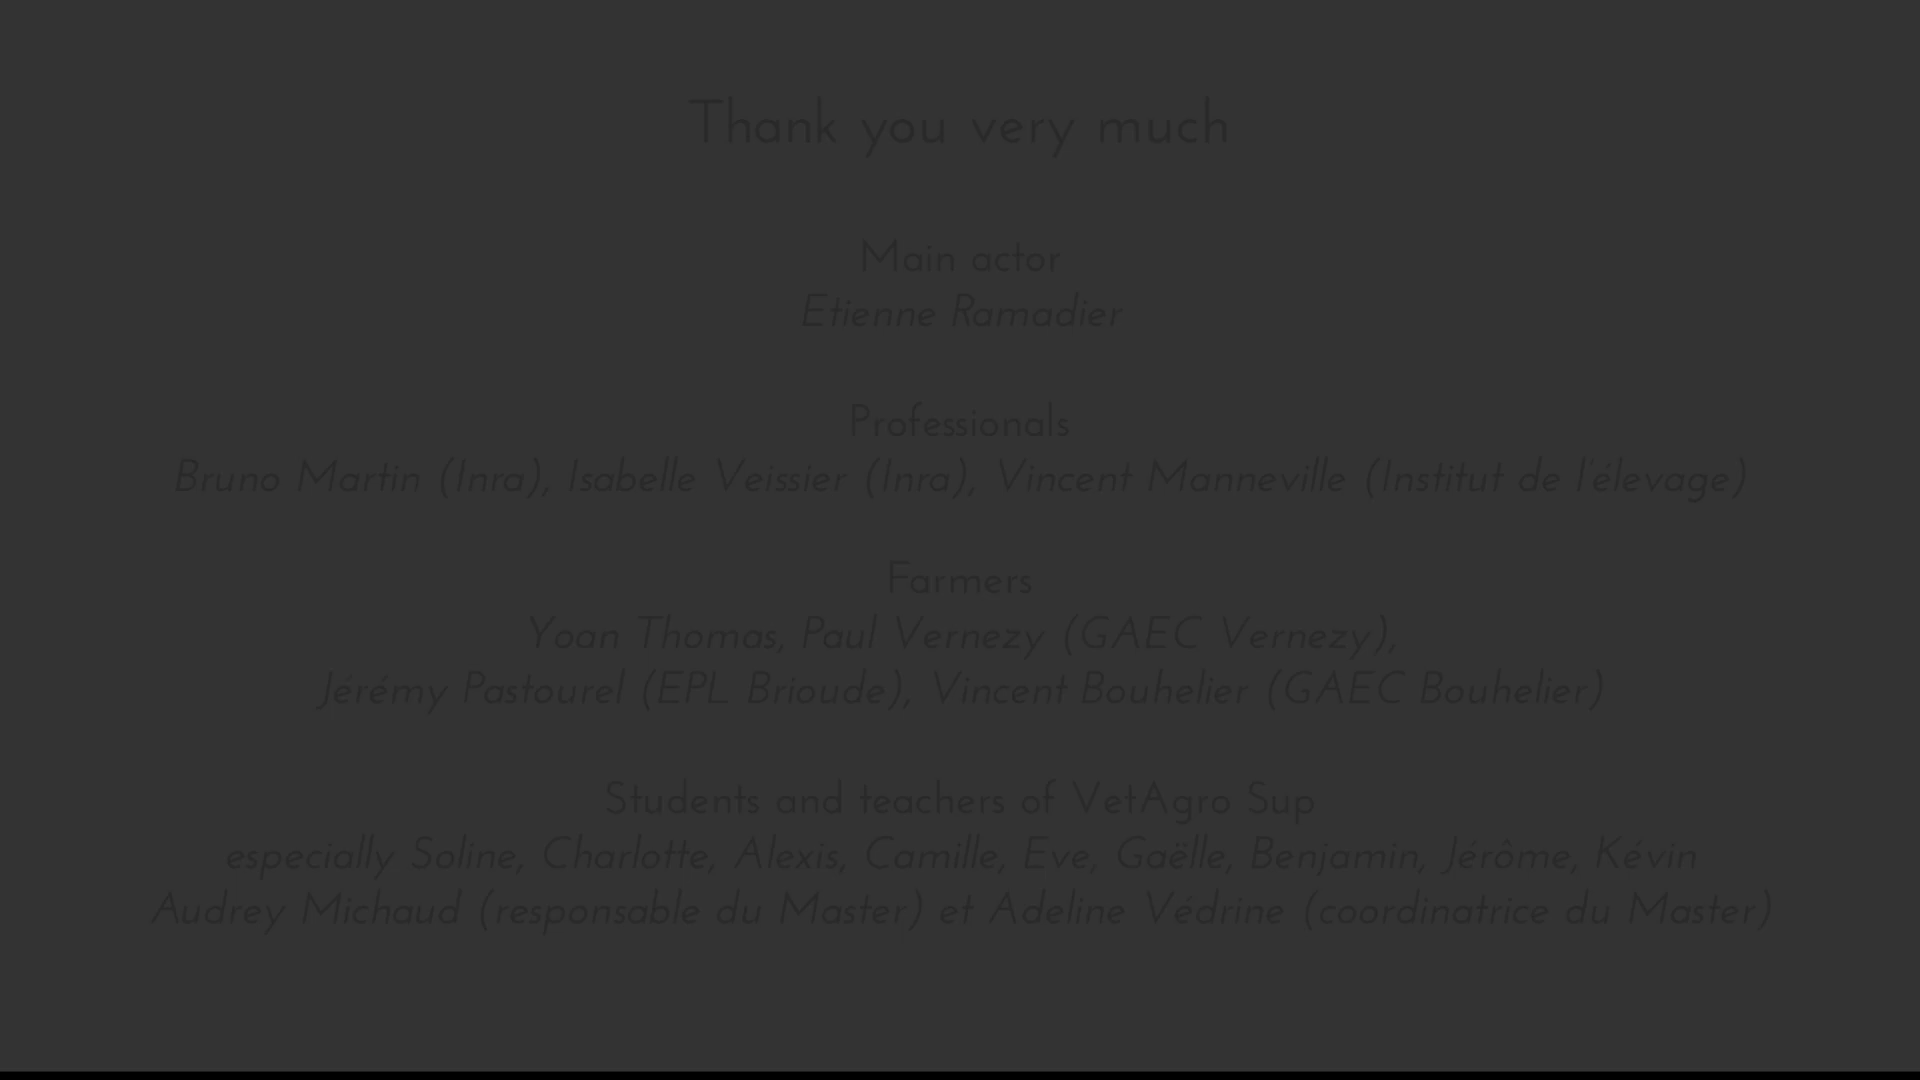 Thank you very much
Main actor
Etienne Ramadier
Professionals
Bruno Martin (Inra), Isabelle Veissier (Inra), Vincent Manneville (Institut de l'élevage)
Farmers
Yoan Thomas, Paul Vernezy (GAEC Vernezy),
Jérémy Pastourel (EPL Brioude), Vincent Bouhelier (GAEC Bouhelier)
Students and teachers of VetAgro Sup
especially Soline, Charlotte, Alexis, Camille, Eve, Gaëlle, Benjamin, Jérôme, Kévin
Audrey Michaud (responsable du Master) et Adeline Védrine (coordinatrice du Master)